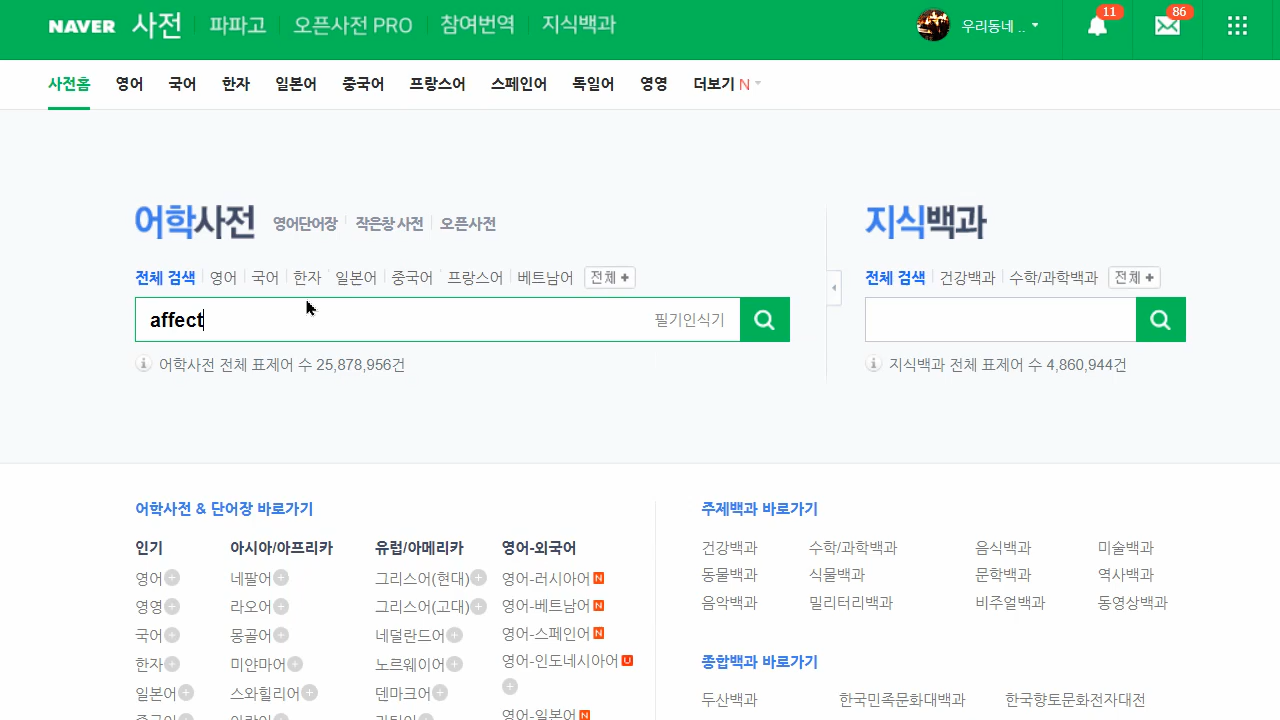 NAVER 사전 파파고 오픈사전 PRO 참여번역 지식백과 우리동네 .. 11 86
사전홈 영어 국어 한자 일본어 중국어 프랑스어 스페인어 독일어 영영 더보기 N
어학사전 영어단어장 작은창 사전 오픈사전
전체 검색 영어 국어 한자 일본어 중국어 프랑스어 베트남어 전체 +
affect 필기인식기
어학사전 전체 표제어 수 25,878,956건
지식백과
전체 검색 건강백과 수학/과학백과 전체 +
지식백과 전체 표제어 수 4,860,944건
어학사전 & 단어장 바로가기
인기 아시아/아프리카 유럽/아메리카 영어-외국어
영어 네팔어 그리스어(현대) 영어-러시아어 N
영영 라오어 그리스어(고대) 영어-베트남어 N
국어 몽골어 네덜란드어 영어-스페인어 N
한자 미얀마어 노르웨이어 영어-인도네시아어 U
일본어 스와힐리어 덴마크어
영어-일본어 N
주제백과 바로가기
건강백과 수학/과학백과 음식백과 미술백과
동물백과 식물백과 문학백과 역사백과
음악백과 밀리터리백과 비주얼백과 동영상백과
종합백과 바로가기
두산백과 한국민족문화대백과 한국향토문화전자대전